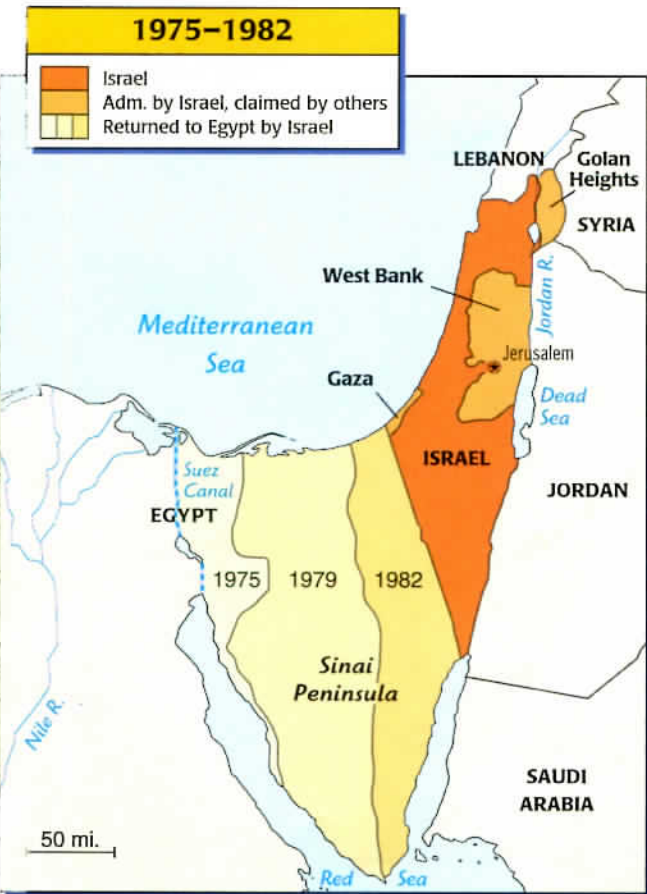 1975–1982
Israel
Adm. by Israel, claimed by others
Returned to Egypt by Israel
LEBANON
Golan
Heights
SYRIA
West Bank
Jordan R.
Mediterranean
Sea
Jerusalem
Gaza
Dead
Sea
ISRAEL
Suez
Canal
JORDAN
EGYPT
1975
1979
1982
Sinai
Peninsula
Nile R.
SAUDI
ARABIA
50 mi.
Red Sea